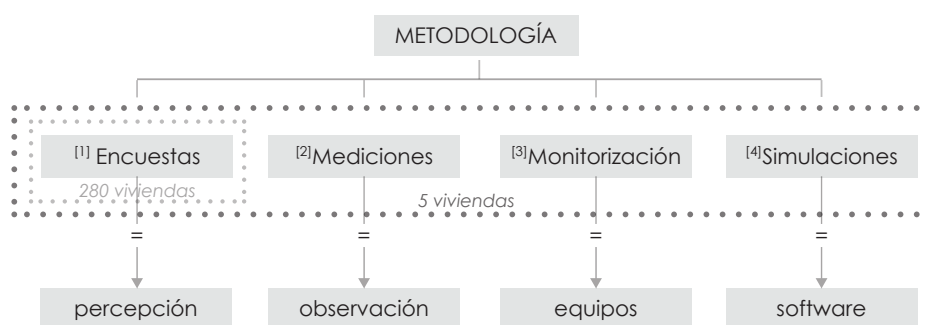 METODOLOGÍA
[1] Encuestas
[2]Mediciones
[3]Monitorización
[4]Simulaciones
280 viviendas
5 viviendas
= = = =
percepción
observación
equipos
software